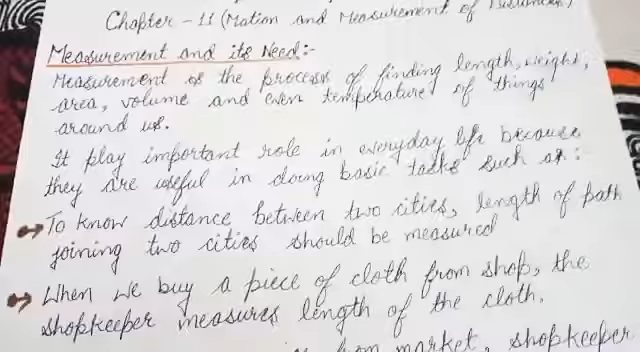 Chapter - 11 (Motion and Measurement of Distances)
Measurement and its Need:-
Measurement is the process of finding length, weight,
area, volume and even temperature of things
around us.
It play important role in everyday life because
they are useful in doing basic tasks such as :-
To know distance between two cities, length of path
joining two cities should be measured
When we buy a piece of cloth from shop, the
shopkeeper measures length of the cloth.
from market, shopkeeper